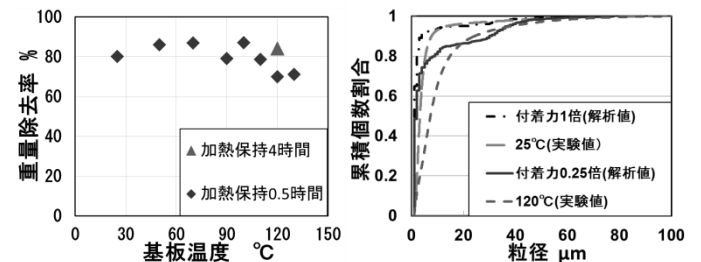 重量除去率 %
100
80
60
40
20
0
0 30 60 90 120 150
基板温度 ℃
▲ 加熱保持4時間
◆ 加熱保持0.5時間
累積個数割合
1
0.8
0.6
0.4
0.2
0
0 20 40 60 80 100
粒径 μm
付着力1倍(解析値)
25℃(実験値)
付着力0.25倍(解析値)
120℃(実験値)